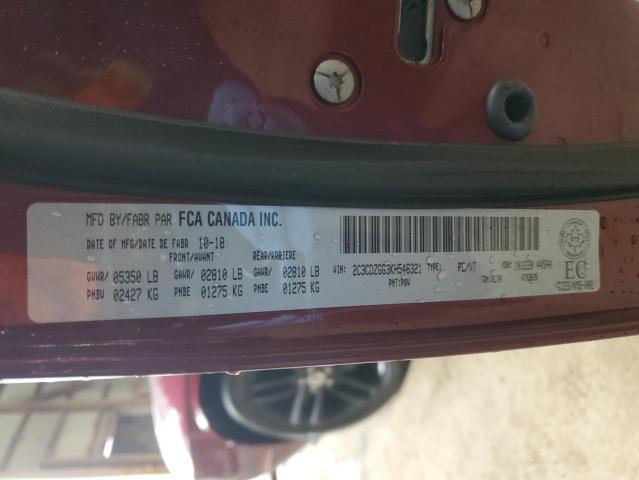 MFD BY/FABR PAR FCA CANADA INC.
DATE OF MFG/DATE DE FABR 10-18
FRONT/AVANT REAR/ARRIERE
GVWR/ 05350 LB GAWR/ 02810 LB GAWR/ 02810 LB
PNBV 02427 KG PNBE 01275 KG PNBE 01275 KG
VIN: 2C3CDZGG3KH546321 TYPE: PC/VT
PNT: PRV
EC